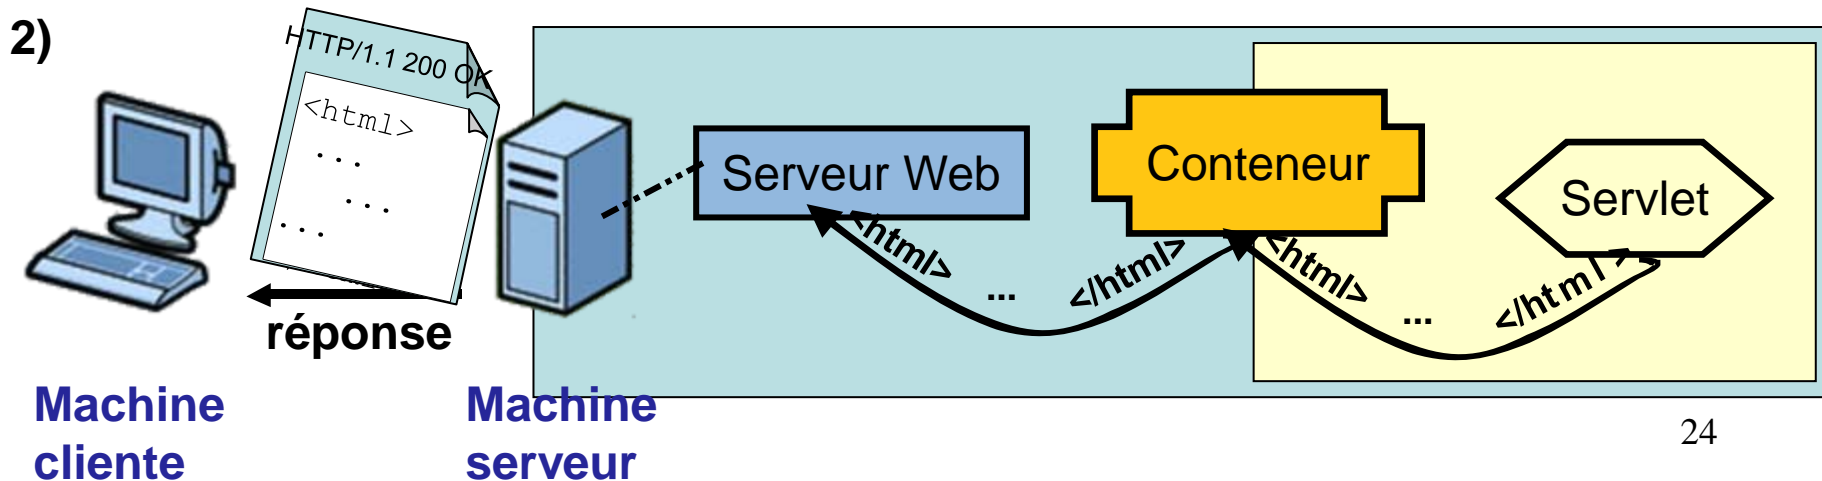 2)
HTTP/1.1 200 OK
<html>
...
...
...
réponse
Machine
cliente
Machine
serveur
Serveur Web
Conteneur
Servlet
<html>
...
</html>
<html>
...
</html>
24